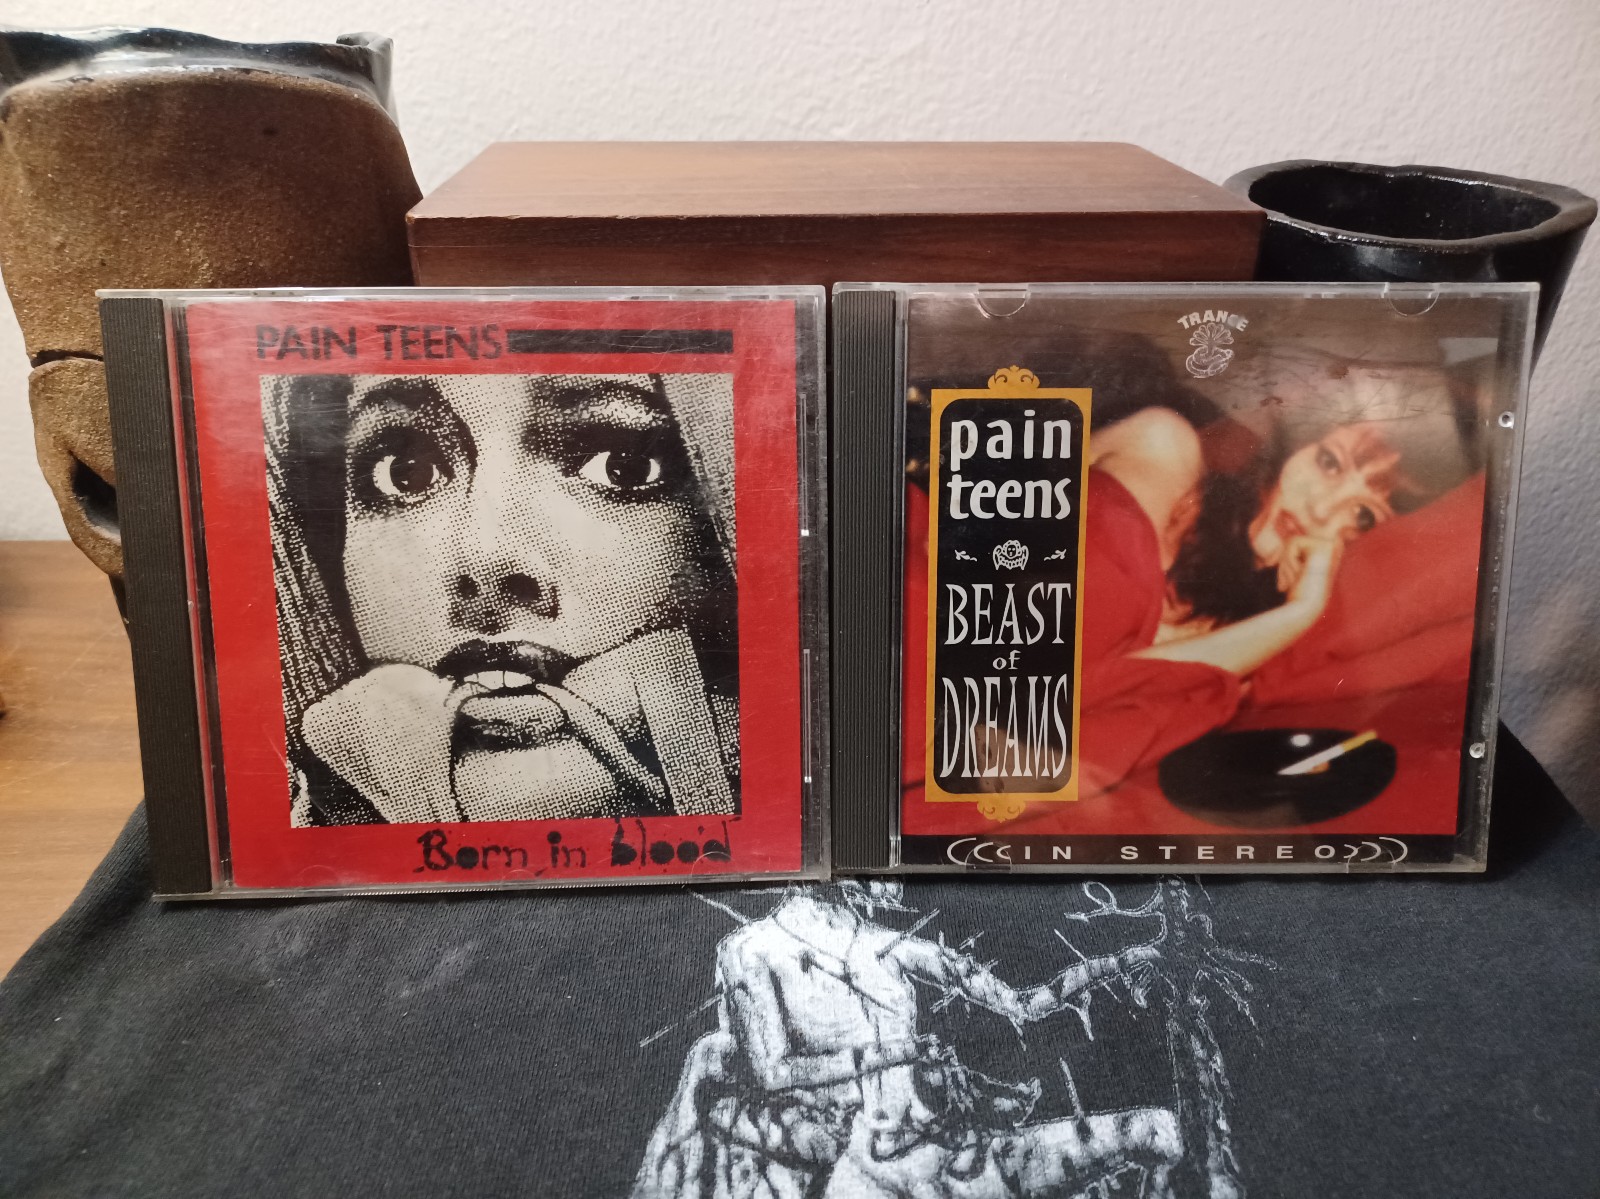 PAIN TEENS
Born in blood
TRANCE
pain
teens
BEAST
of
DREAMS
IN STEREO